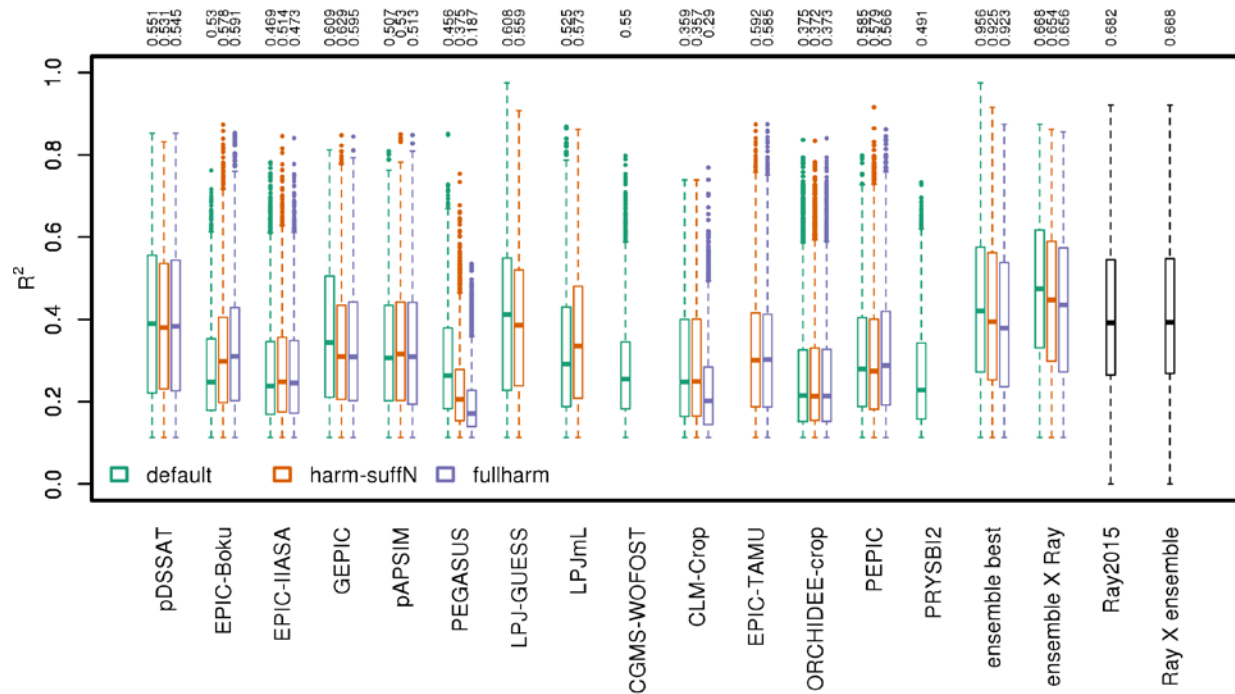 0.551
0.531
0.545
0.53
0.578
0.591
0.469
0.514
0.473
0.609
0.629
0.595
0.507
0.53
0.513
0.456
0.375
0.187
0.608
0.559
0.525
0.573
0.55
0.359
0.357
0.29
0.592
0.585
0.375
0.372
0.373
0.585
0.579
0.566
0.491
0.956
0.925
0.923
0.668
0.654
0.656
0.682
0.668
R²
1.0
0.8
0.6
0.4
0.2
0.0
default
harm-suffN
fullharm
pDSSAT
EPIC-Boku
EPIC-IIASA
GEPIC
pAPSIM
PEGASUS
LPJ-GUESS
LPJmL
CGMS-WOFOST
CLM-Crop
EPIC-TAMU
ORCHIDEE-crop
PEPIC
PRYSBI2
ensemble best
ensemble X Ray
Ray2015
Ray X ensemble